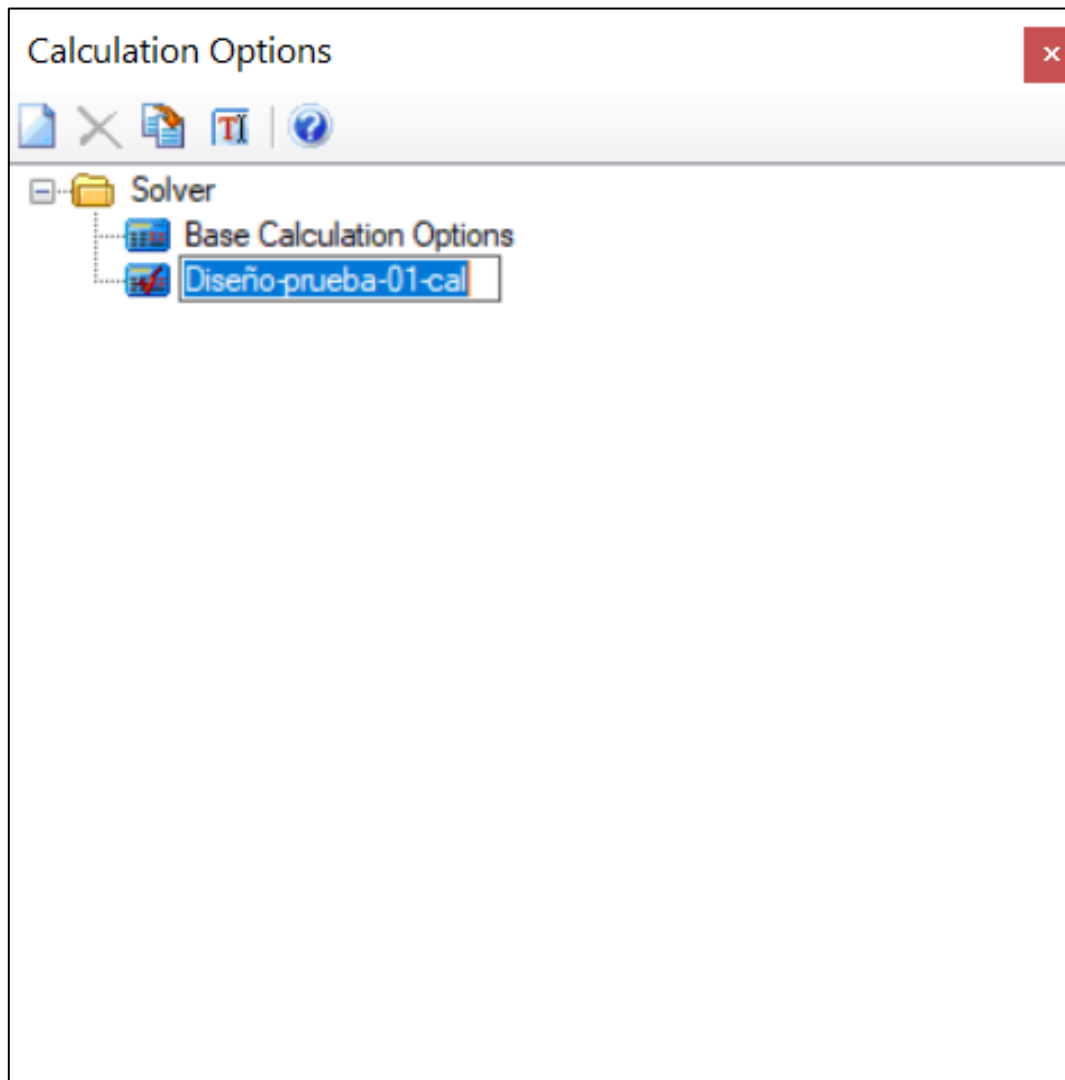 Calculation Options
Solver
Base Calculation Options
Diseño-prueba-01-cal